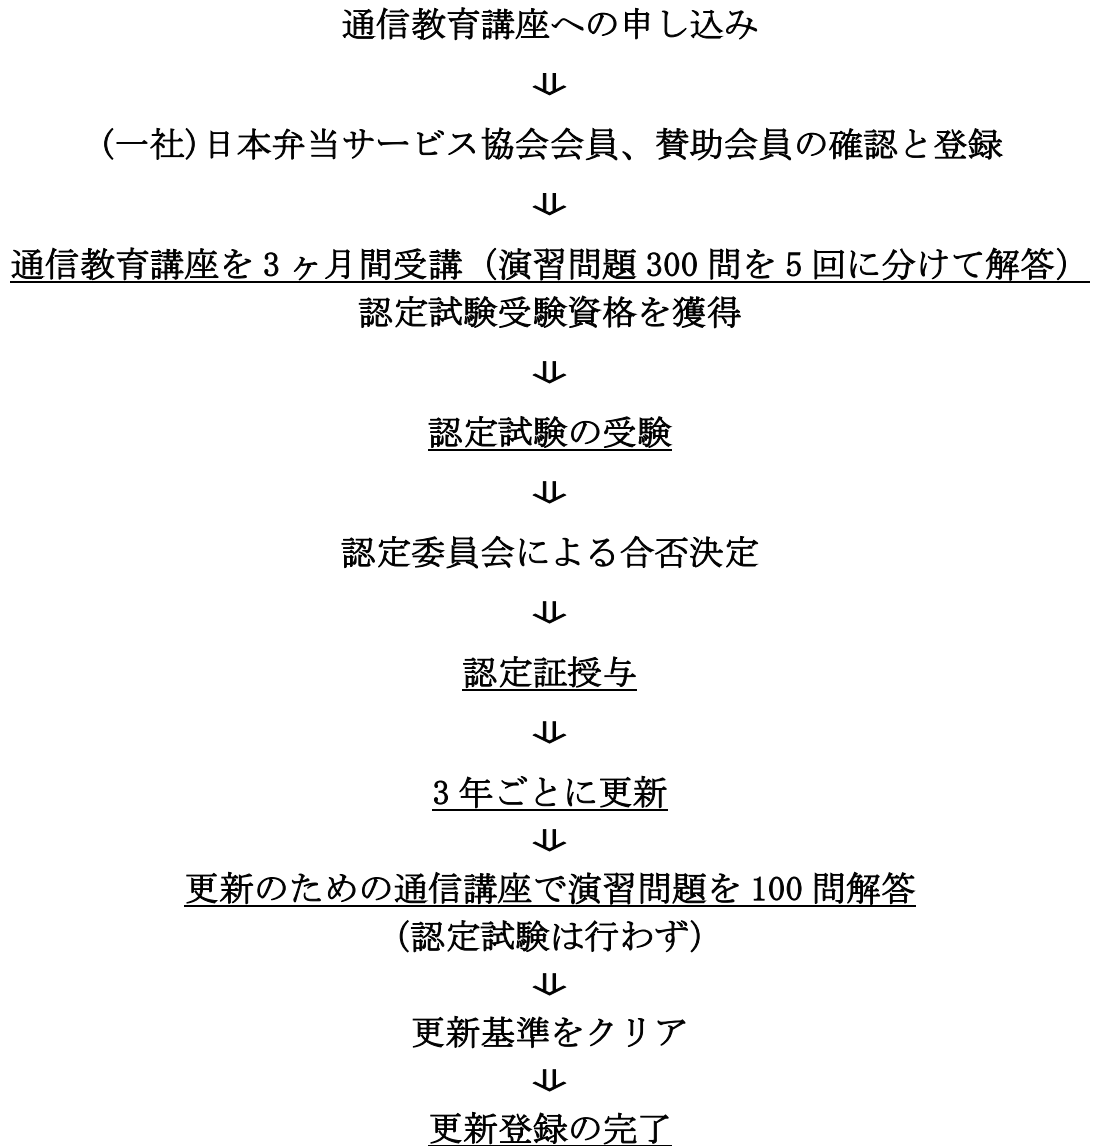 通信教育講座への申し込み
⇓
(一社)日本弁当サービス協会会員、賛助会員の確認と登録
⇓
通信教育講座を3ヶ月間受講（演習問題300問を5回に分けて解答）
認定試験受験資格を獲得
⇓
認定試験の受験
⇓
認定委員会による合否決定
⇓
認定証授与
⇓
3年ごとに更新
⇓
更新のための通信講座で演習問題を100問解答
(認定試験は行わず)
⇓
更新基準をクリア
⇓
更新登録の完了